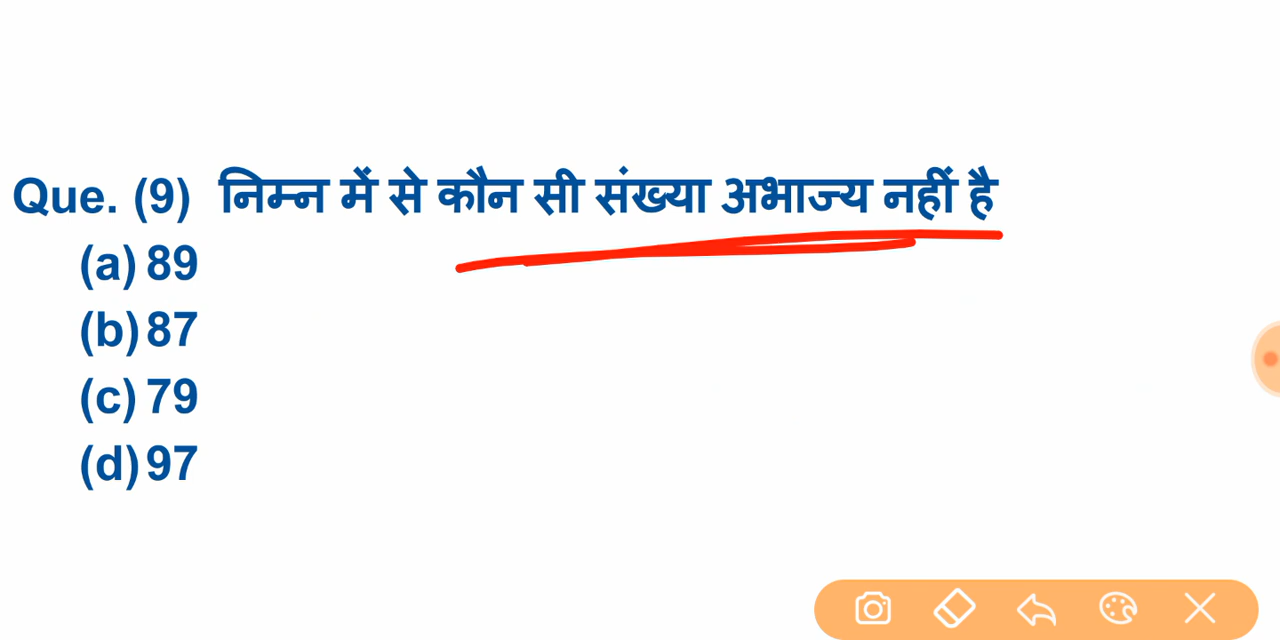 Que. (9) निम्न में से कौन सी संख्या अभाज्य नहीं है
(a) 89
(b) 87
(c) 79
(d) 97